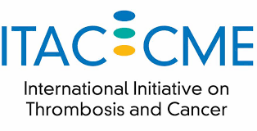 ITAC CME
International Initiative on
Thrombosis and Cancer